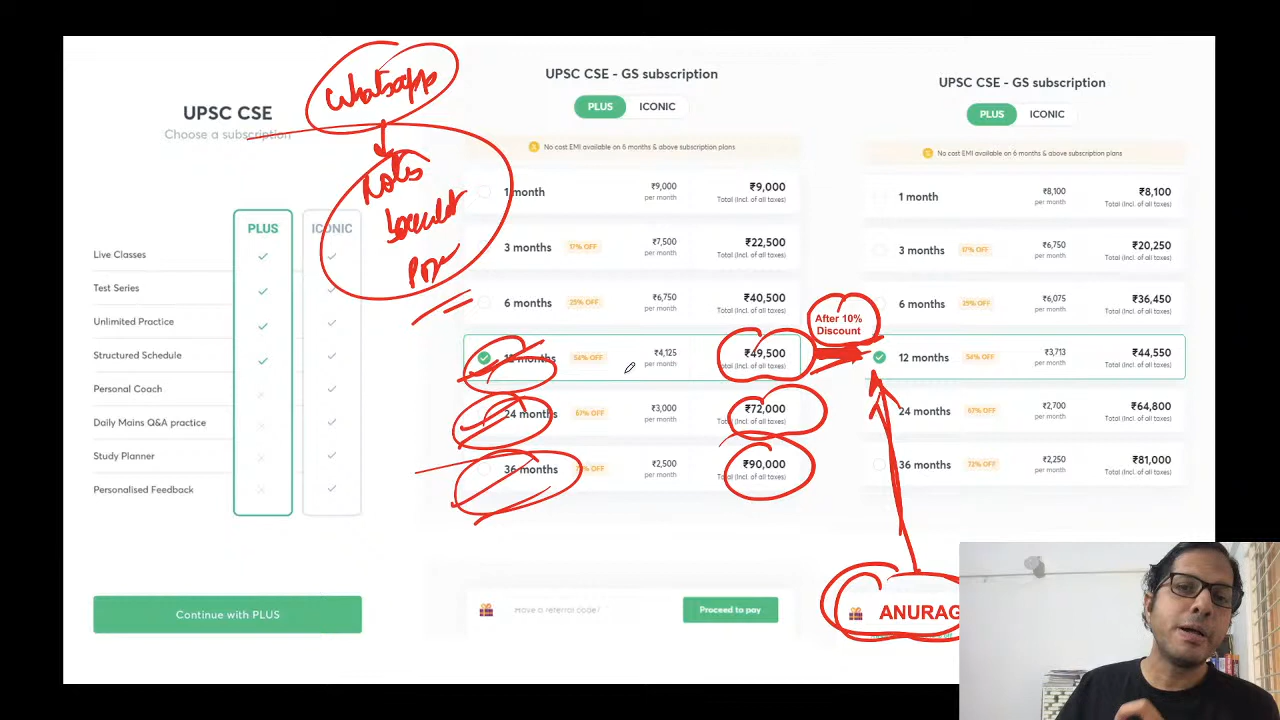 Whatsapp
Notes
UPSC CSE
Choose a subscription
PLUS
ICONIC
Live Classes
Test Series
Unlimited Practice
Structured Schedule
Personal Coach
Daily Mains Q&A practice
Study Planner
Personalised Feedback
Continue with PLUS
UPSC CSE - GS subscription
PLUS ICONIC
No cost EMI available on 6 months & above subscription plans
1 month ₹9,000 ₹9,000
per month Total (Incl. of all taxes)
3 months 17% OFF ₹7,500 ₹22,500
per month Total (Incl. of all taxes)
6 months 25% OFF ₹6,750 ₹40,500
per month Total (Incl. of all taxes)
12 months 54% OFF ₹4,125 ₹49,500
per month Total (Incl. of all taxes)
24 months 67% OFF ₹3,000 ₹72,000
per month Total (Incl. of all taxes)
36 months ₹2,500 ₹90,000
per month Total (Incl. of all taxes)
Have a referral code?
Proceed to pay
After 10%
Discount
UPSC CSE - GS subscription
PLUS ICONIC
No cost EMI available on 6 months & above subscription plans
1 month ₹8,100 ₹8,100
per month Total (Incl. of all taxes)
3 months 17% OFF ₹6,750 ₹20,250
per month Total (Incl. of all taxes)
6 months 25% OFF ₹6,075 ₹36,450
per month Total (Incl. of all taxes)
12 months 54% OFF ₹3,713 ₹44,550
per month Total (Incl. of all taxes)
24 months 67% OFF ₹2,700 ₹64,800
per month Total (Incl. of all taxes)
36 months 72% OFF ₹2,250 ₹81,000
per month Total (Incl. of all taxes)
ANURAG